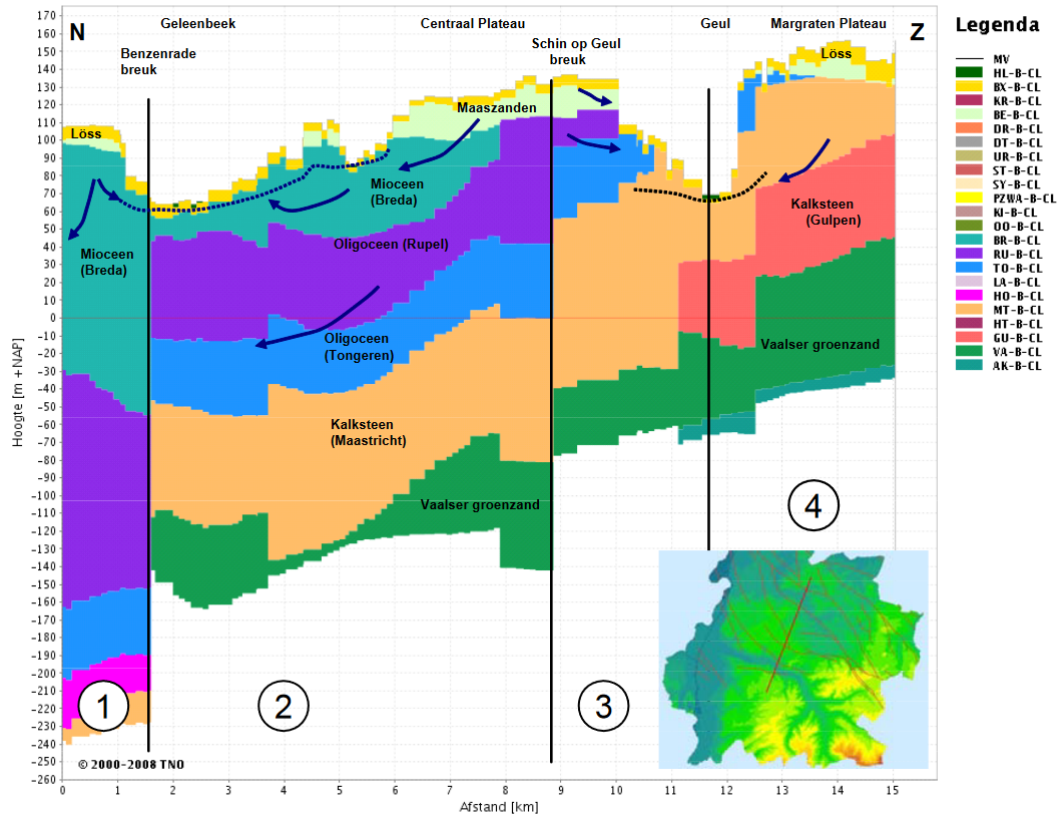 Geleenbeek
Centraal Plateau
Geul
Margraten Plateau
Legenda
N
Z
Benzenrade
breuk
Schin op Geul
breuk
Löss
Löss
Maaszanden
Mioceen
(Breda)
Mioceen
(Breda)
Oligoceen (Rupel)
Oligoceen
(Tongeren)
Kalksteen
(Maastricht)
Kalksteen
(Gulpen)
Vaalser groenzand
Vaalser groenzand
1
2
3
4
© 2000-2008 TNO
Hoogte [m +NAP]
170
160
150
140
130
120
110
100
90
80
70
60
50
40
30
20
10
0
-10
-20
-30
-40
-50
-60
-70
-80
-90
-100
-110
-120
-130
-140
-150
-160
-170
-180
-190
-200
-210
-220
-230
-240
-250
-260
0 1 2 3 4 5 6 7 8 9 10 11 12 13 14 15
Afstand [km]
MV
HL-B-CL
BX-B-CL
KR-B-CL
BE-B-CL
DR-B-CL
DT-B-CL
UR-B-CL
ST-B-CL
SY-B-CL
PZWA-B-CL
KI-B-CL
OO-B-CL
BR-B-CL
RU-B-CL
TO-B-CL
LA-B-CL
HO-B-CL
MT-B-CL
HT-B-CL
GU-B-CL
VA-B-CL
AK-B-CL